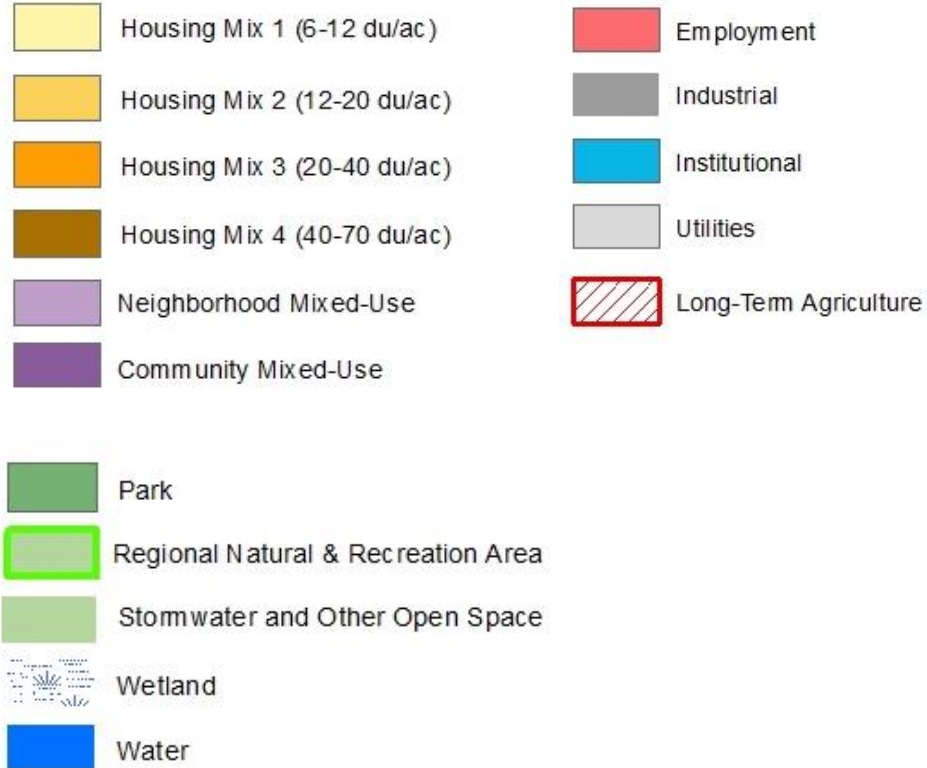 Housing Mix 1 (6-12 du/ac)
Housing Mix 2 (12-20 du/ac)
Housing Mix 3 (20-40 du/ac)
Housing Mix 4 (40-70 du/ac)
Neighborhood Mixed-Use
Community Mixed-Use
Employment
Industrial
Institutional
Utilities
Long-Term Agriculture
Park
Regional Natural & Recreation Area
Stormwater and Other Open Space
Wetland
Water